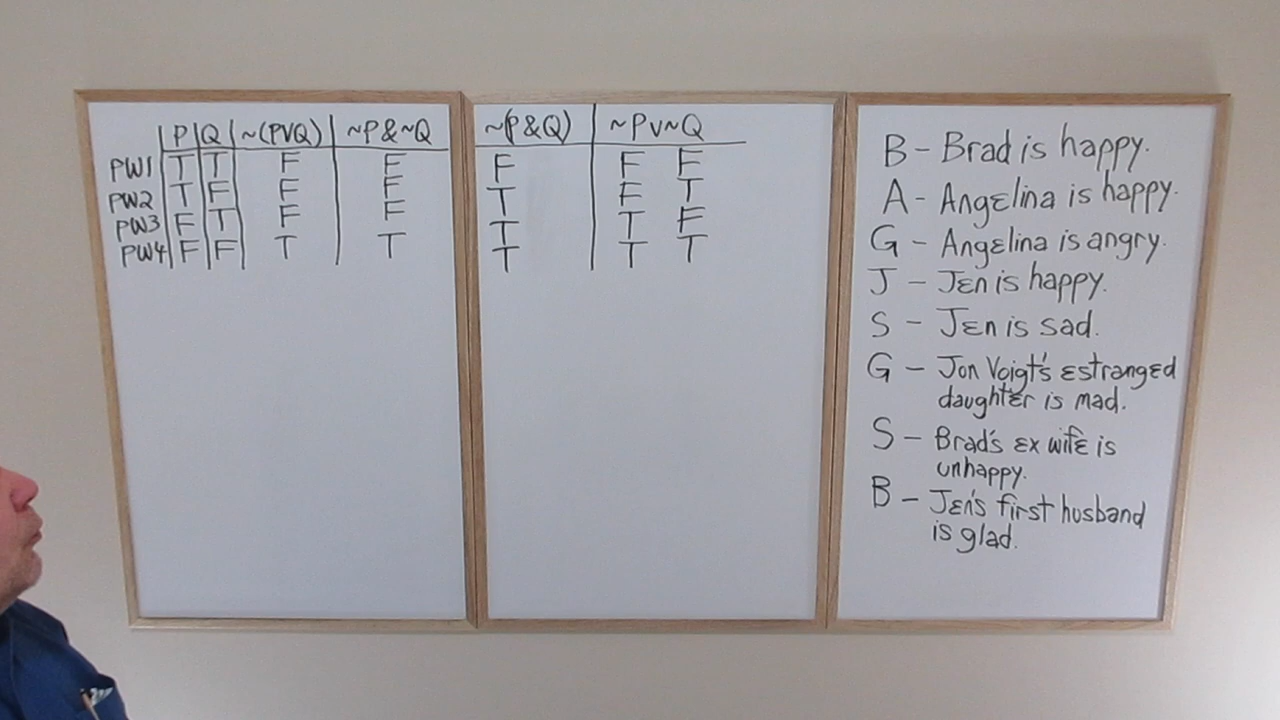 P Q ~(PVQ) ~P&~Q
PW1 T T F F
PW2 T F F F
PW3 F T F F
PW4 F F T T
~(P&Q) ~Pv~Q
F F F
T F T
T T F
T T T
B - Brad is happy.
A - Angelina is happy.
G - Angelina is angry.
J - Jen is happy.
S - Jen is sad.
G - Jon Voigt's estranged
daughter is mad.
S - Brad's ex wife is
unhappy.
B - Jen's first husband
is glad.